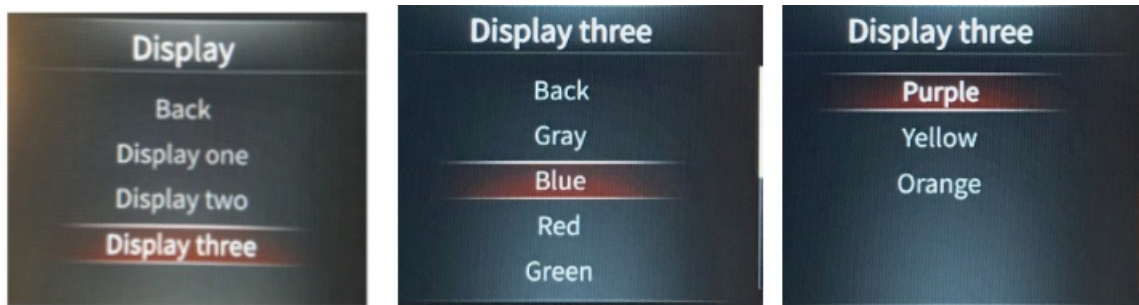 Display
Back
Display one
Display two
Display three
Display three
Back
Gray
Blue
Red
Green
Display three
Purple
Yellow
Orange